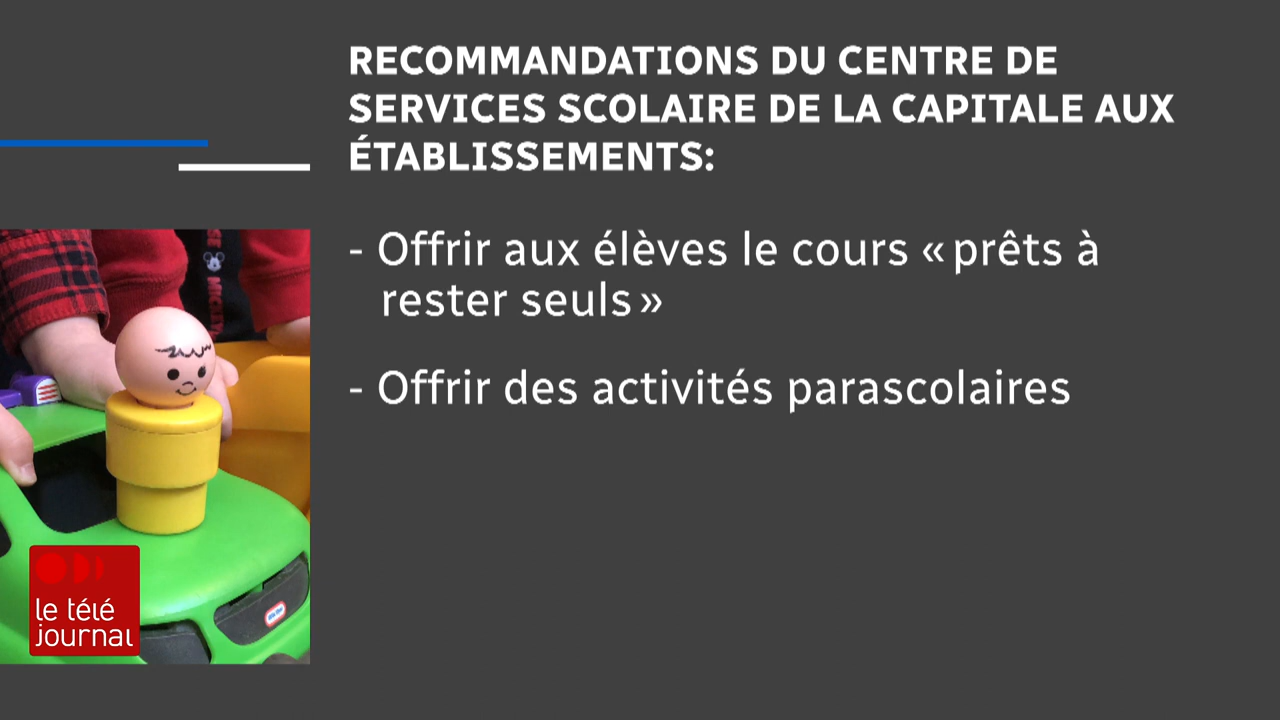 RECOMMANDATIONS DU CENTRE DE
SERVICES SCOLAIRE DE LA CAPITALE AUX
ÉTABLISSEMENTS:
- Offrir aux élèves le cours « prêts à
rester seuls »
- Offrir des activités parascolaires
le télé
journal